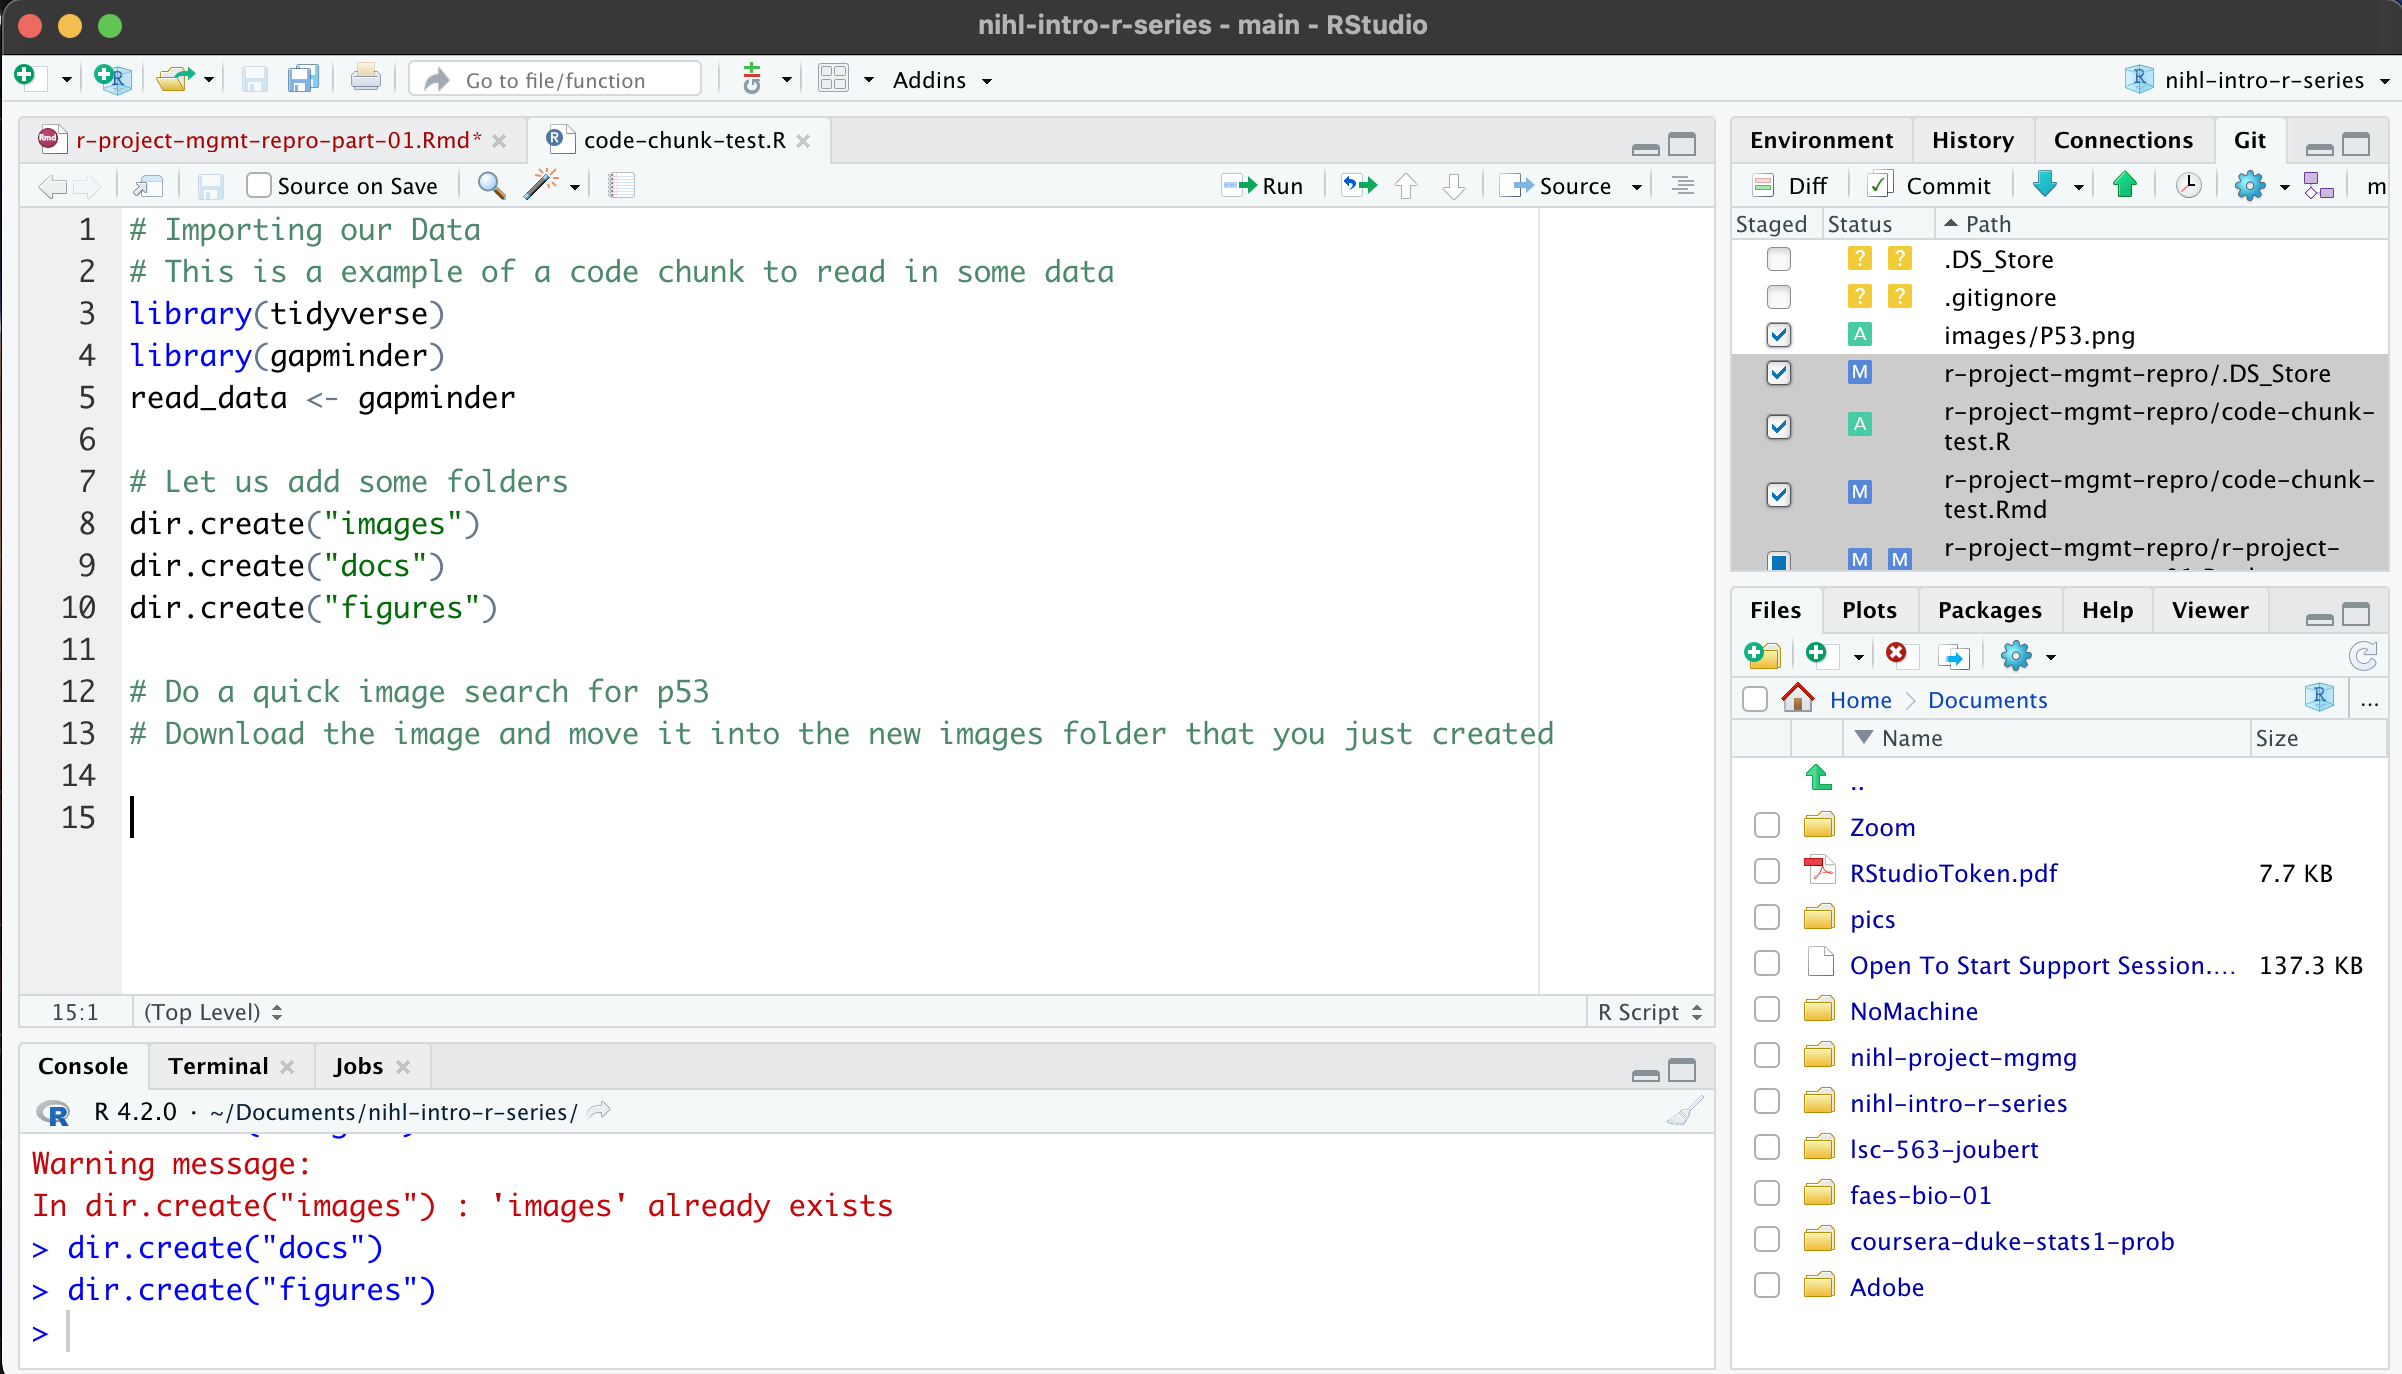 nihl-intro-r-series - main - RStudio
Go to file/function
Addins
nihl-intro-r-series
r-project-mgmt-repro-part-01.Rmd*
code-chunk-test.R
Source on Save
Run
Source
1 # Importing our Data
2 # This is a example of a code chunk to read in some data
3 library(tidyverse)
4 library(gapminder)
5 read_data <- gapminder
6
7 # Let us add some folders
8 dir.create("images")
9 dir.create("docs")
10 dir.create("figures")
11
12 # Do a quick image search for p53
13 # Download the image and move it into the new images folder that you just created
14
15
15:1 (Top Level) R Script
Console Terminal Jobs
R 4.2.0 · ~/Documents/nihl-intro-r-series/
Warning message:
In dir.create("images") : 'images' already exists
> dir.create("docs")
> dir.create("figures")
>
Environment History Connections Git
Diff Commit m
Staged Status Path
? ? .DS_Store
? ? .gitignore
A images/P53.png
M r-project-mgmt-repro/.DS_Store
A r-project-mgmt-repro/code-chunk-
test.R
M r-project-mgmt-repro/code-chunk-
test.Rmd
M M r-project-mgmt-repro/r-project-
Files Plots Packages Help Viewer
Home Documents ...
Name Size
..
Zoom
RStudioToken.pdf 7.7 KB
pics
Open To Start Support Session.... 137.3 KB
NoMachine
nihl-project-mgmg
nihl-intro-r-series
lsc-563-joubert
faes-bio-01
coursera-duke-stats1-prob
Adobe